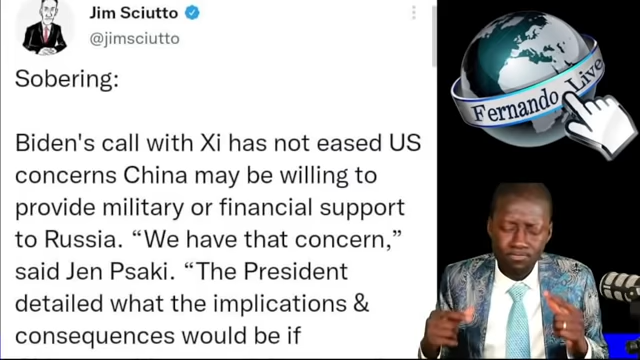 Jim Sciutto
@jimsciutto
Sobering:
Biden's call with Xi has not eased US
concerns China may be willing to
provide military or financial support
to Russia. “We have that concern,”
said Jen Psaki. “The President
detailed what the implications &
consequences would be if
Fernando Live